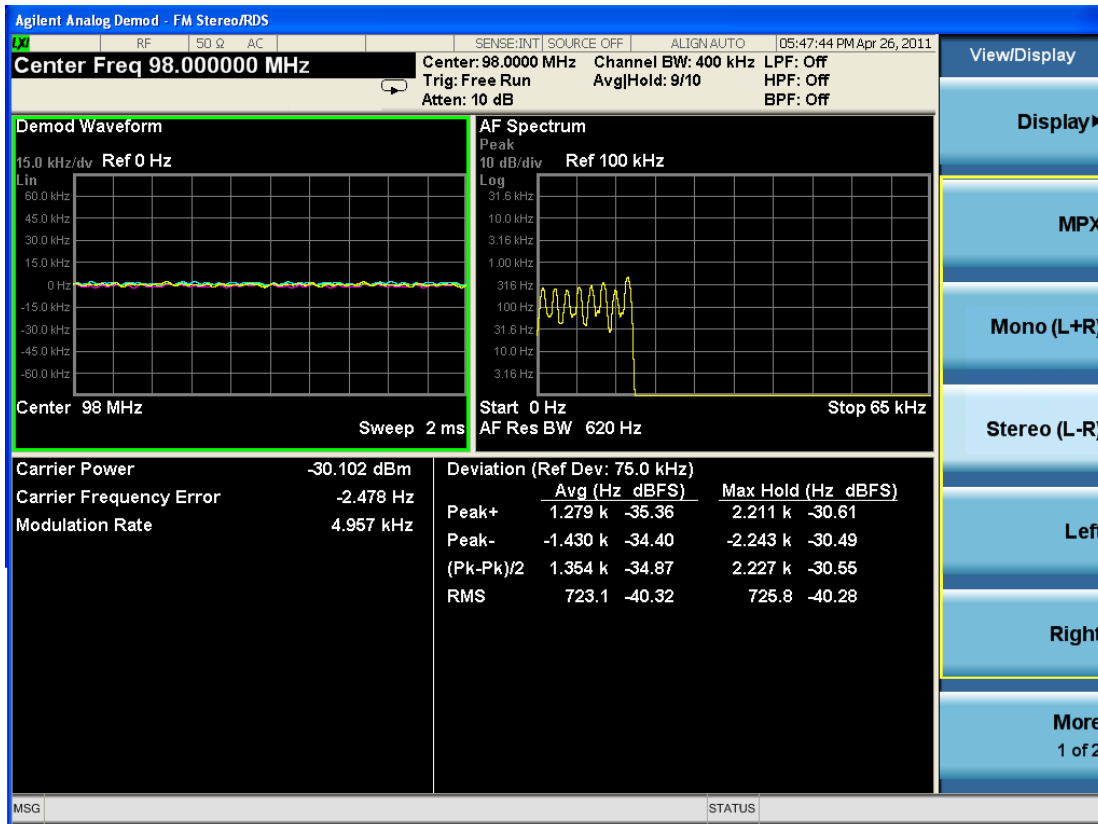 Agilent Analog Demod - FM Stereo/RDS
LXI RF 50 Ω AC SENSE:INT SOURCE OFF ALIGN AUTO 05:47:44 PM Apr 26, 2011
Center Freq 98.000000 MHz
Center: 98.0000 MHz Channel BW: 400 kHz LPF: Off
Trig: Free Run Avg|Hold: 9/10 HPF: Off
Atten: 10 dB BPF: Off
Demod Waveform
15.0 kHz/dv Ref 0 Hz
Lin
60.0 kHz
45.0 kHz
30.0 kHz
15.0 kHz
0 Hz
-15.0 kHz
-30.0 kHz
-45.0 kHz
-60.0 kHz
Center 98 MHz
Sweep 2 ms
AF Spectrum
Peak
10 dB/div Ref 100 kHz
Log
31.6 kHz
10.0 kHz
3.16 kHz
1.00 kHz
316 Hz
100 Hz
31.6 Hz
10.0 Hz
3.16 Hz
Start 0 Hz Stop 65 kHz
AF Res BW 620 Hz
Carrier Power -30.102 dBm
Carrier Frequency Error -2.478 Hz
Modulation Rate 4.957 kHz
Deviation (Ref Dev: 75.0 kHz)
Avg (Hz dBFS) Max Hold (Hz dBFS)
Peak+ 1.279 k -35.36 2.211 k -30.61
Peak- -1.430 k -34.40 -2.243 k -30.49
(Pk-Pk)/2 1.354 k -34.87 2.227 k -30.55
RMS 723.1 -40.32 725.8 -40.28
View/Display
Display
MPX
Mono (L+R)
Stereo (L-R)
Left
Right
More
1 of 2
MSG STATUS